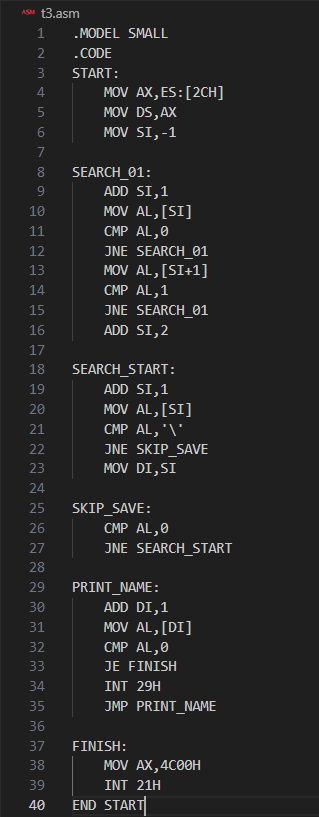 ASM t3.asm
1 .MODEL SMALL
2 .CODE
3 START:
4     MOV AX,ES:[2CH]
5     MOV DS,AX
6     MOV SI,-1
7
8 SEARCH_01:
9     ADD SI,1
10     MOV AL,[SI]
11     CMP AL,0
12     JNE SEARCH_01
13     MOV AL,[SI+1]
14     CMP AL,1
15     JNE SEARCH_01
16     ADD SI,2
17
18 SEARCH_START:
19     ADD SI,1
20     MOV AL,[SI]
21     CMP AL,'\'
22     JNE SKIP_SAVE
23     MOV DI,SI
24
25 SKIP_SAVE:
26     CMP AL,0
27     JNE SEARCH_START
28
29 PRINT_NAME:
30     ADD DI,1
31     MOV AL,[DI]
32     CMP AL,0
33     JE FINISH
34     INT 29H
35     JMP PRINT_NAME
36
37 FINISH:
38     MOV AX,4C00H
39     INT 21H
40 END START